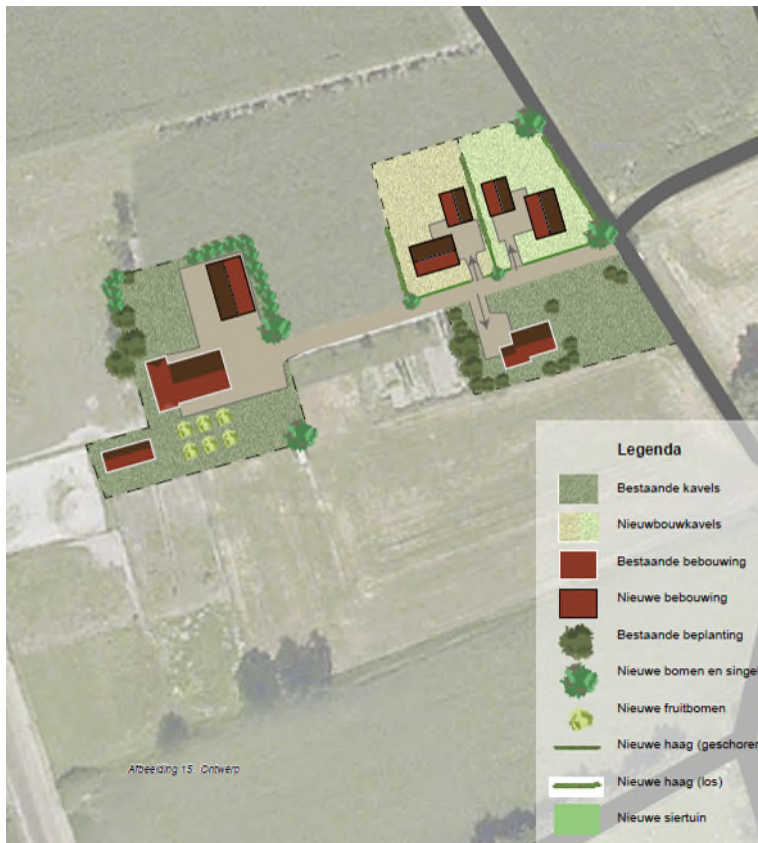 Legenda
Bestaande kavels
Nieuwbouwkavels
Bestaande bebouwing
Nieuwe bebouwing
Bestaande beplanting
Nieuwe bomen en singel
Nieuwe fruitbomen
Nieuwe haag (geschoren
Nieuwe haag (los)
Nieuwe siertuin
Afbeelding 15. Ontwerp